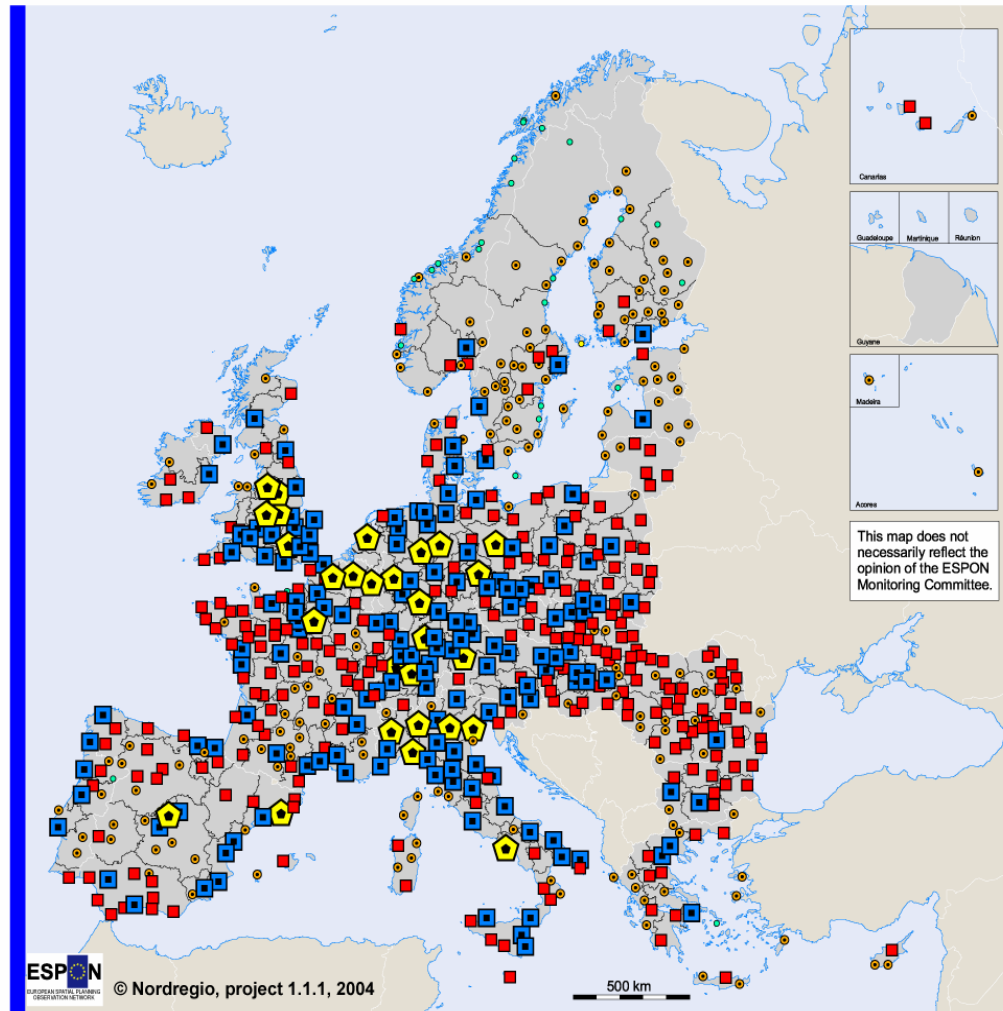 Canarias
Guadaloupe
Martinique
Réunion
Guyane
Madeira
Acores
This map does not
necessarily reflect the
opinion of the ESPON
Monitoring Committee.
ESPON
EUROPEAN SPATIAL PLANNING
OBSERVATION NETWORK
© Nordregio, project 1.1.1, 2004
500 km